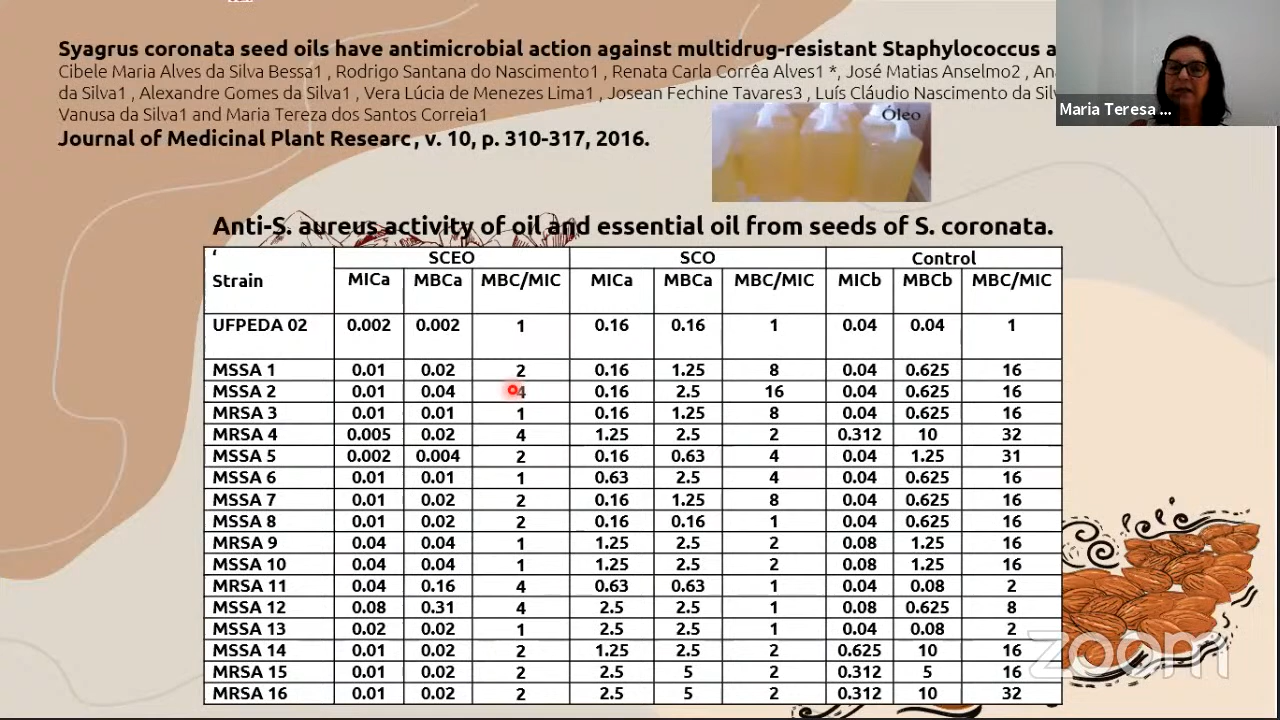 Syagrus coronata seed oils have antimicrobial action against multidrug-resistant Staphylococcus
Cibele Maria Alves da Silva Bessa1 , Rodrigo Santana do Nascimento1 , Renata Carla Corrêa Alves1 *, José Matias Anselmo2 ,
da Silva1 , Alexandre Gomes da Silva1 , Vera Lúcia de Menezes Lima1 , Josean Fechine Tavares3 , Luís Cláudio Nascimento da
Vanusa da Silva1 and Maria Tereza dos Santos Correia1
Journal of Medicinal Plant Researc , v. 10, p. 310-317, 2016.
Óleo
Maria Teresa ...
Anti-S. aureus activity of oil and essential oil from seeds of S. coronata.
‘ SCEO SCO Control
Strain MICa MBCa MBC/MIC MICa MBCa MBC/MIC MICb MBCb MBC/MIC
UFPEDA 02 0.002 0.002 1 0.16 0.16 1 0.04 0.04 1
MSSA 1 0.01 0.02 2 0.16 1.25 8 0.04 0.625 16
MSSA 2 0.01 0.04 4 0.16 2.5 16 0.04 0.625 16
MRSA 3 0.01 0.01 1 0.16 1.25 8 0.04 0.625 16
MRSA 4 0.005 0.02 4 1.25 2.5 2 0.312 10 32
MSSA 5 0.002 0.004 2 0.16 0.63 4 0.04 1.25 31
MSSA 6 0.01 0.01 1 0.63 2.5 4 0.04 0.625 16
MSSA 7 0.01 0.02 2 0.16 1.25 8 0.04 0.625 16
MSSA 8 0.01 0.02 2 0.16 0.16 1 0.04 0.625 16
MRSA 9 0.04 0.04 1 1.25 2.5 2 0.08 1.25 16
MSSA 10 0.04 0.04 1 1.25 2.5 2 0.08 1.25 16
MRSA 11 0.04 0.16 4 0.63 0.63 1 0.04 0.08 2
MSSA 12 0.08 0.31 4 2.5 2.5 1 0.08 0.625 8
MSSA 13 0.02 0.02 1 2.5 2.5 1 0.04 0.08 2
MSSA 14 0.01 0.02 2 1.25 2.5 2 0.625 10 16
MRSA 15 0.01 0.02 2 2.5 5 2 0.312 5 16
MRSA 16 0.01 0.02 2 2.5 5 2 0.312 10 32
zoom